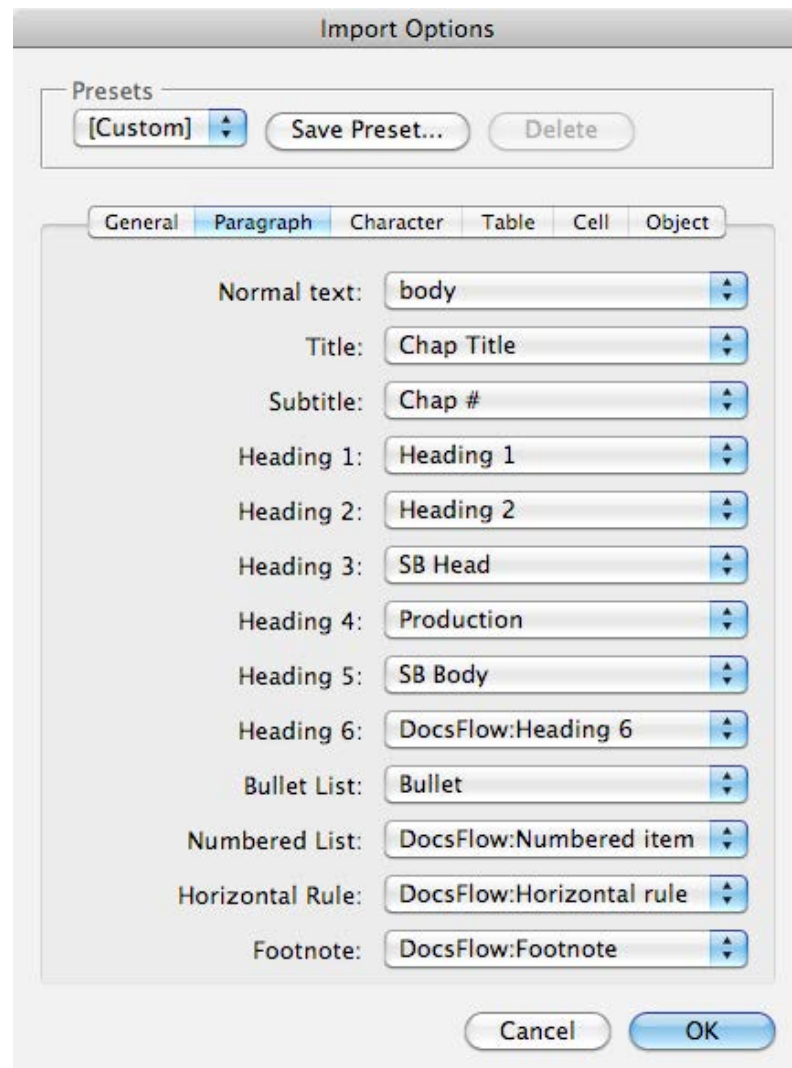 Import Options
Presets
[Custom] Save Preset... Delete
General Paragraph Character Table Cell Object
Normal text: body
Title: Chap Title
Subtitle: Chap #
Heading 1: Heading 1
Heading 2: Heading 2
Heading 3: SB Head
Heading 4: Production
Heading 5: SB Body
Heading 6: DocsFlow:Heading 6
Bullet List: Bullet
Numbered List: DocsFlow:Numbered item
Horizontal Rule: DocsFlow:Horizontal rule
Footnote: DocsFlow:Footnote
Cancel OK